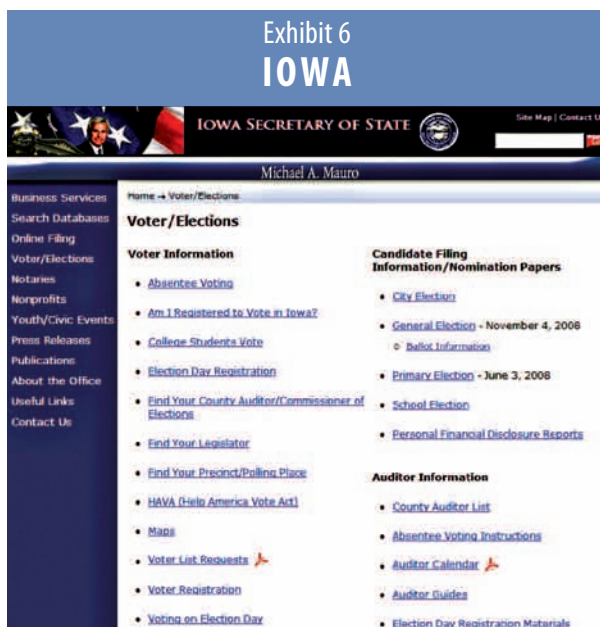 Exhibit 6
IOWA
IOWA SECRETARY OF STATE
Site Map | Contact U
Michael A. Mauro
Business Services
Search Databases
Online Filing
Voter/Elections
Notaries
Nonprofits
Youth/Civic Events
Press Releases
Publications
About the Office
Useful Links
Contact Us
Home → Voter/Elections
Voter/Elections
Voter Information
Absentee Voting
Am I Registered to Vote in Iowa?
College Students Vote
Election Day Registration
Find Your County Auditor/Commissioner of
Elections
Find Your Legislator
Find Your Precinct/Polling Place
HAVA (Help America Vote Act)
Maps
Voter List Requests
Voter Registration
Voting on Election Day
Candidate Filing
Information/Nomination Papers
City Election
General Election - November 4, 2008
Ballot Information
Primary Election - June 3, 2008
School Election
Personal Financial Disclosure Reports
Auditor Information
County Auditor List
Absentee Voting Instructions
Auditor Calendar
Auditor Guides
Election Day Registration Materials